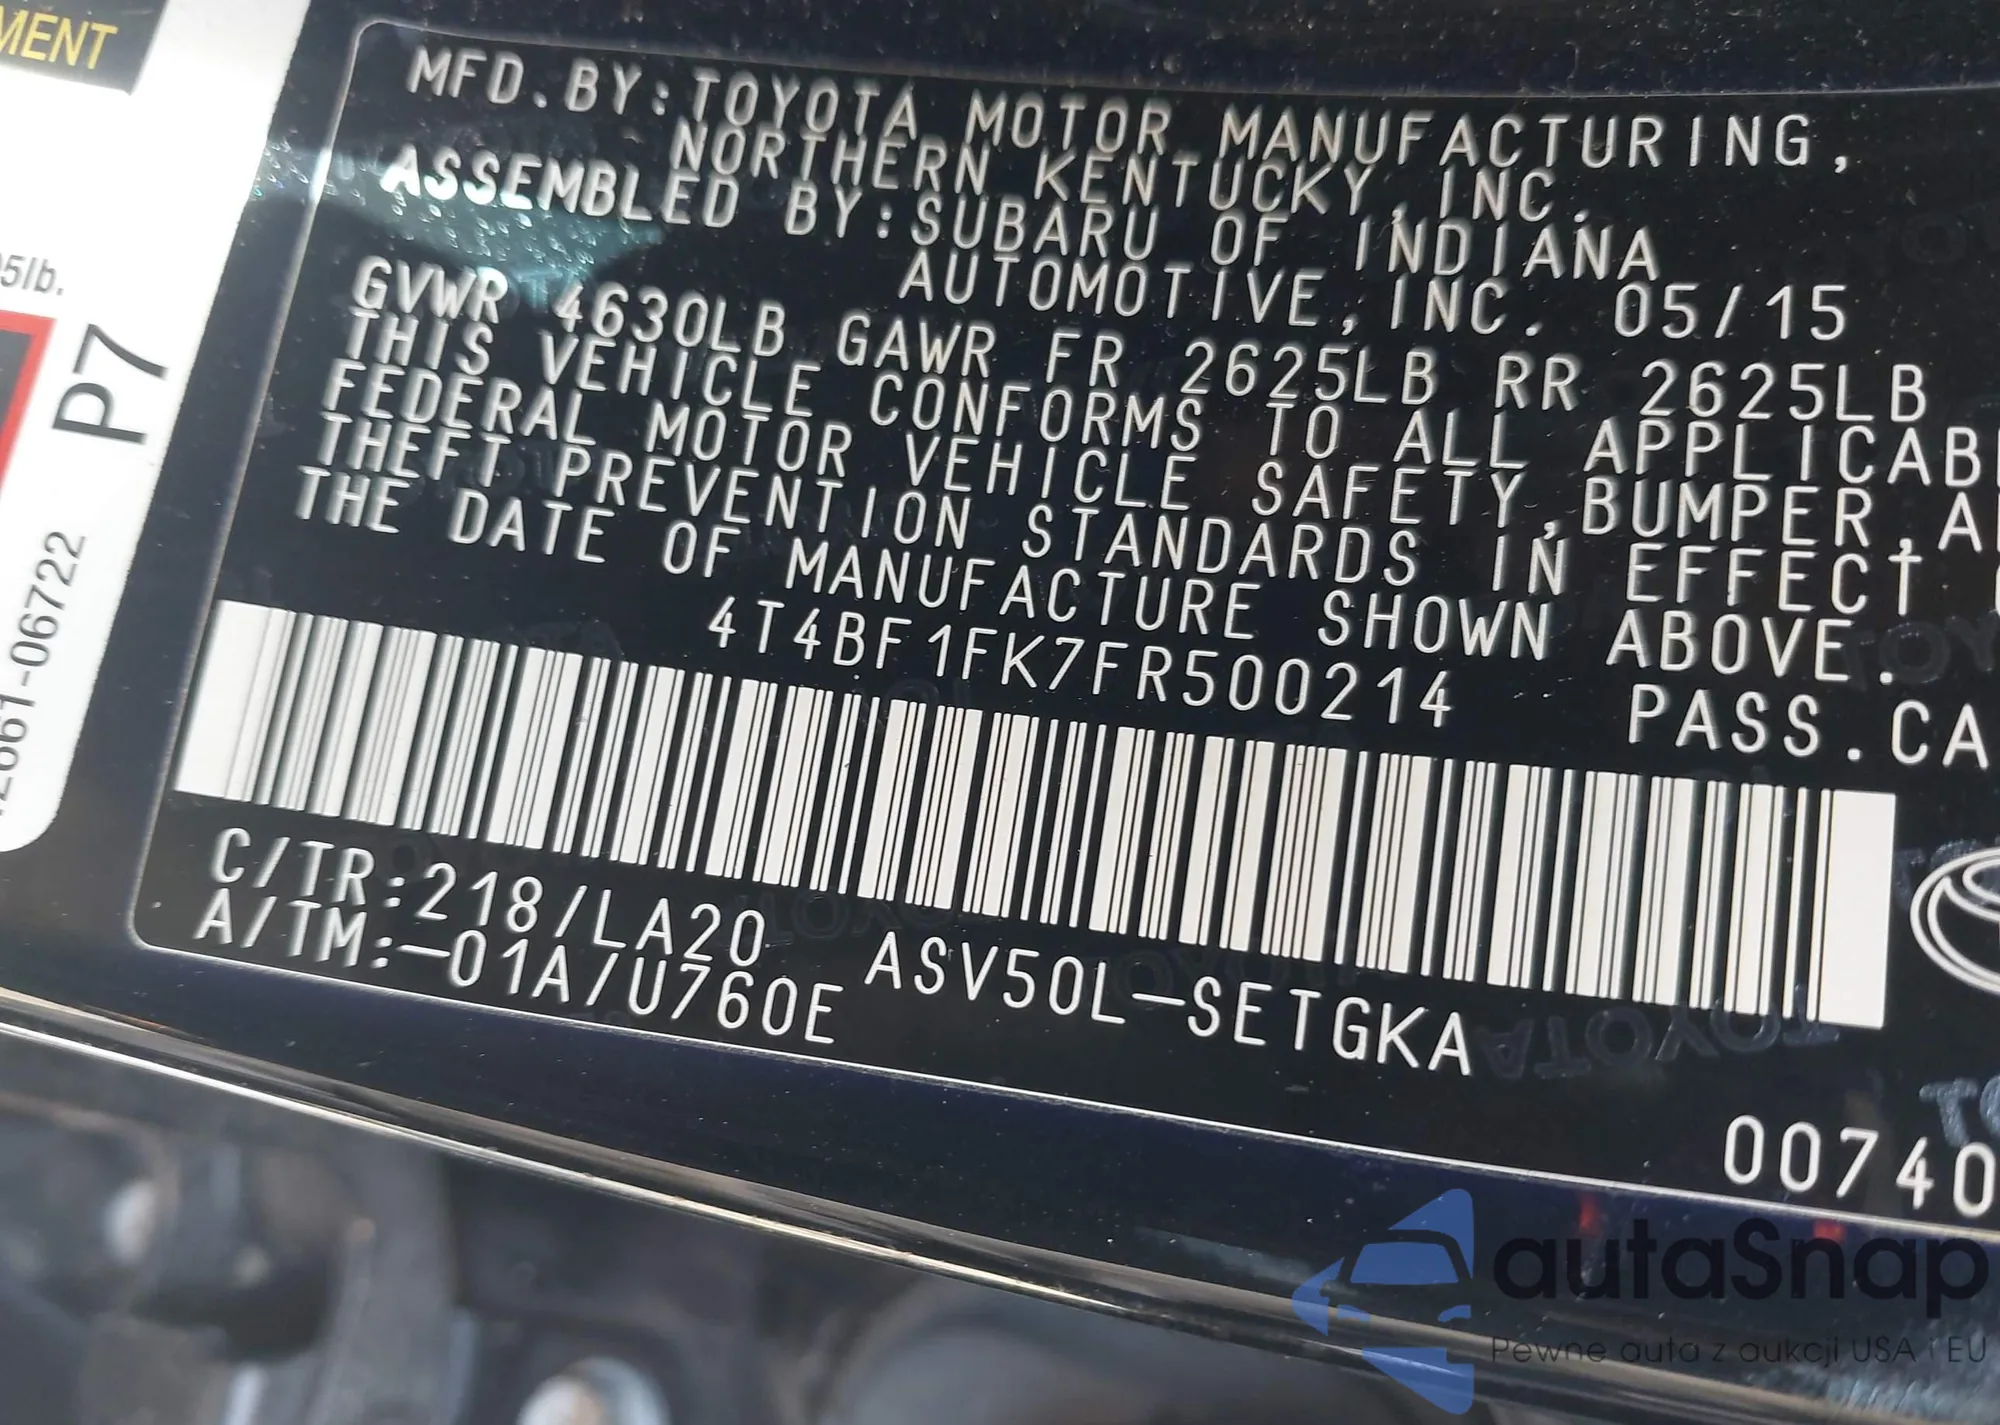 MENT
5lb.
P7
-06722
MFD.BY:TOYOTA MOTOR MANUFACTURING,
NORTHERN KENTUCKY,INC.
ASSEMBLED BY:SUBARU OF INDIANA
AUTOMOTIVE,INC. 05/15
GVWR 4630LB GAWR FR 2625LB RR 2625LB
THIS VEHICLE CONFORMS TO ALL APPLICAB
FEDERAL MOTOR VEHICLE SAFETY,BUMPER,A
THEFT PREVENTION STANDARDS IN EFFECT
THE DATE OF MANUFACTURE SHOWN ABOVE.
4T4BF1FK7FR500214 PASS.CA
C/TR:218/LA20 ASV50L-SETGKA
A/TM:-01A/U760E
00740
autaSnap
Pewne auta z aukcji USA i EU